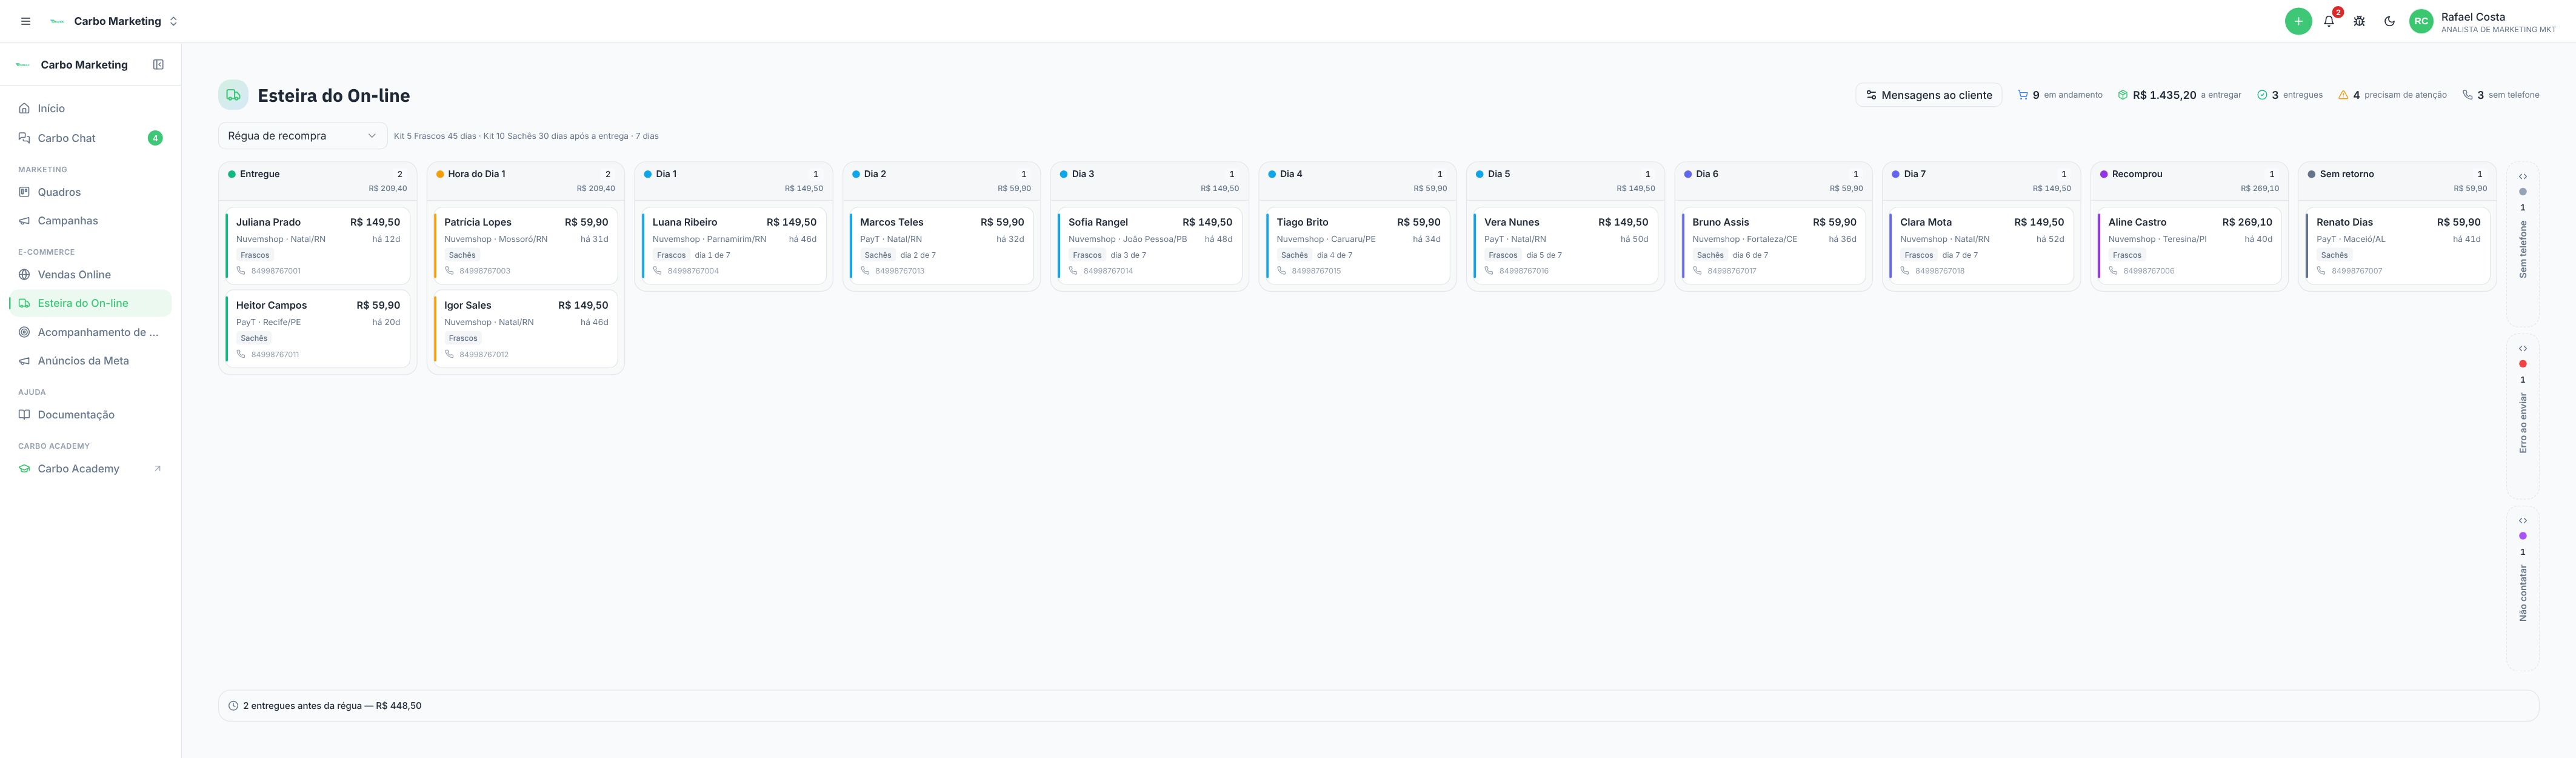 Carbo Marketing
2
RC
Rafael Costa
ANALISTA DE MARKETING MKT
Carbo Marketing
Início
Carbo Chat 4
MARKETING
Quadros
Campanhas
E-COMMERCE
Vendas Online
Esteira do On-line
Acompanhamento de ...
Anúncios da Meta
AJUDA
Documentação
CARBO ACADEMY
Carbo Academy
Esteira do On-line
Mensagens ao cliente
9 em andamento
R$ 1.435,20 a entregar
3 entregues
4 precisam de atenção
3 sem telefone
Régua de recompra
Kit 5 Frascos 45 dias · Kit 10 Sachês 30 dias após a entrega · 7 dias
Entregue 2
R$ 209,40
Juliana Prado R$ 149,50
Nuvemshop · Natal/RN há 12d
Frascos
84998767001
Heitor Campos R$ 59,90
PayT · Recife/PE há 20d
Sachês
84998767011
Hora do Dia 1 2
R$ 209,40
Patrícia Lopes R$ 59,90
Nuvemshop · Mossoró/RN há 31d
Sachês
84998767003
Igor Sales R$ 149,50
Nuvemshop · Natal/RN há 46d
Frascos
84998767012
Dia 1 1
R$ 149,50
Luana Ribeiro R$ 149,50
Nuvemshop · Parnamirim/RN há 46d
Frascos dia 1 de 7
84998767004
Dia 2 1
R$ 59,90
Marcos Teles R$ 59,90
PayT · Natal/RN há 32d
Sachês dia 2 de 7
84998767013
Dia 3 1
R$ 149,50
Sofia Rangel R$ 149,50
Nuvemshop · João Pessoa/PB há 48d
Frascos dia 3 de 7
84998767014
Dia 4 1
R$ 59,90
Tiago Brito R$ 59,90
Nuvemshop · Caruaru/PE há 34d
Sachês dia 4 de 7
84998767015
Dia 5 1
R$ 149,50
Vera Nunes R$ 149,50
PayT · Natal/RN há 50d
Frascos dia 5 de 7
84998767016
Dia 6 1
R$ 59,90
Bruno Assis R$ 59,90
Nuvemshop · Fortaleza/CE há 36d
Sachês dia 6 de 7
84998767017
Dia 7 1
R$ 149,50
Clara Mota R$ 149,50
Nuvemshop · Natal/RN há 52d
Frascos dia 7 de 7
84998767018
Recomprou 1
R$ 269,10
Aline Castro R$ 269,10
Nuvemshop · Teresina/PI há 40d
Frascos
84998767006
Sem retorno 1
R$ 59,90
Renato Dias R$ 59,90
PayT · Maceió/AL há 41d
Sachês
84998767007
1
Sem telefone
1
Erro ao enviar
1
Não contatar
2 entregues antes da régua — R$ 448,50